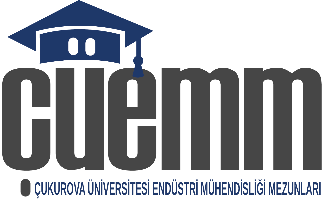 cuemm
ÇUKUROVA ÜNİVERSİTESİ ENDÜSTRİ MÜHENDİSLİĞİ MEZUNLARI